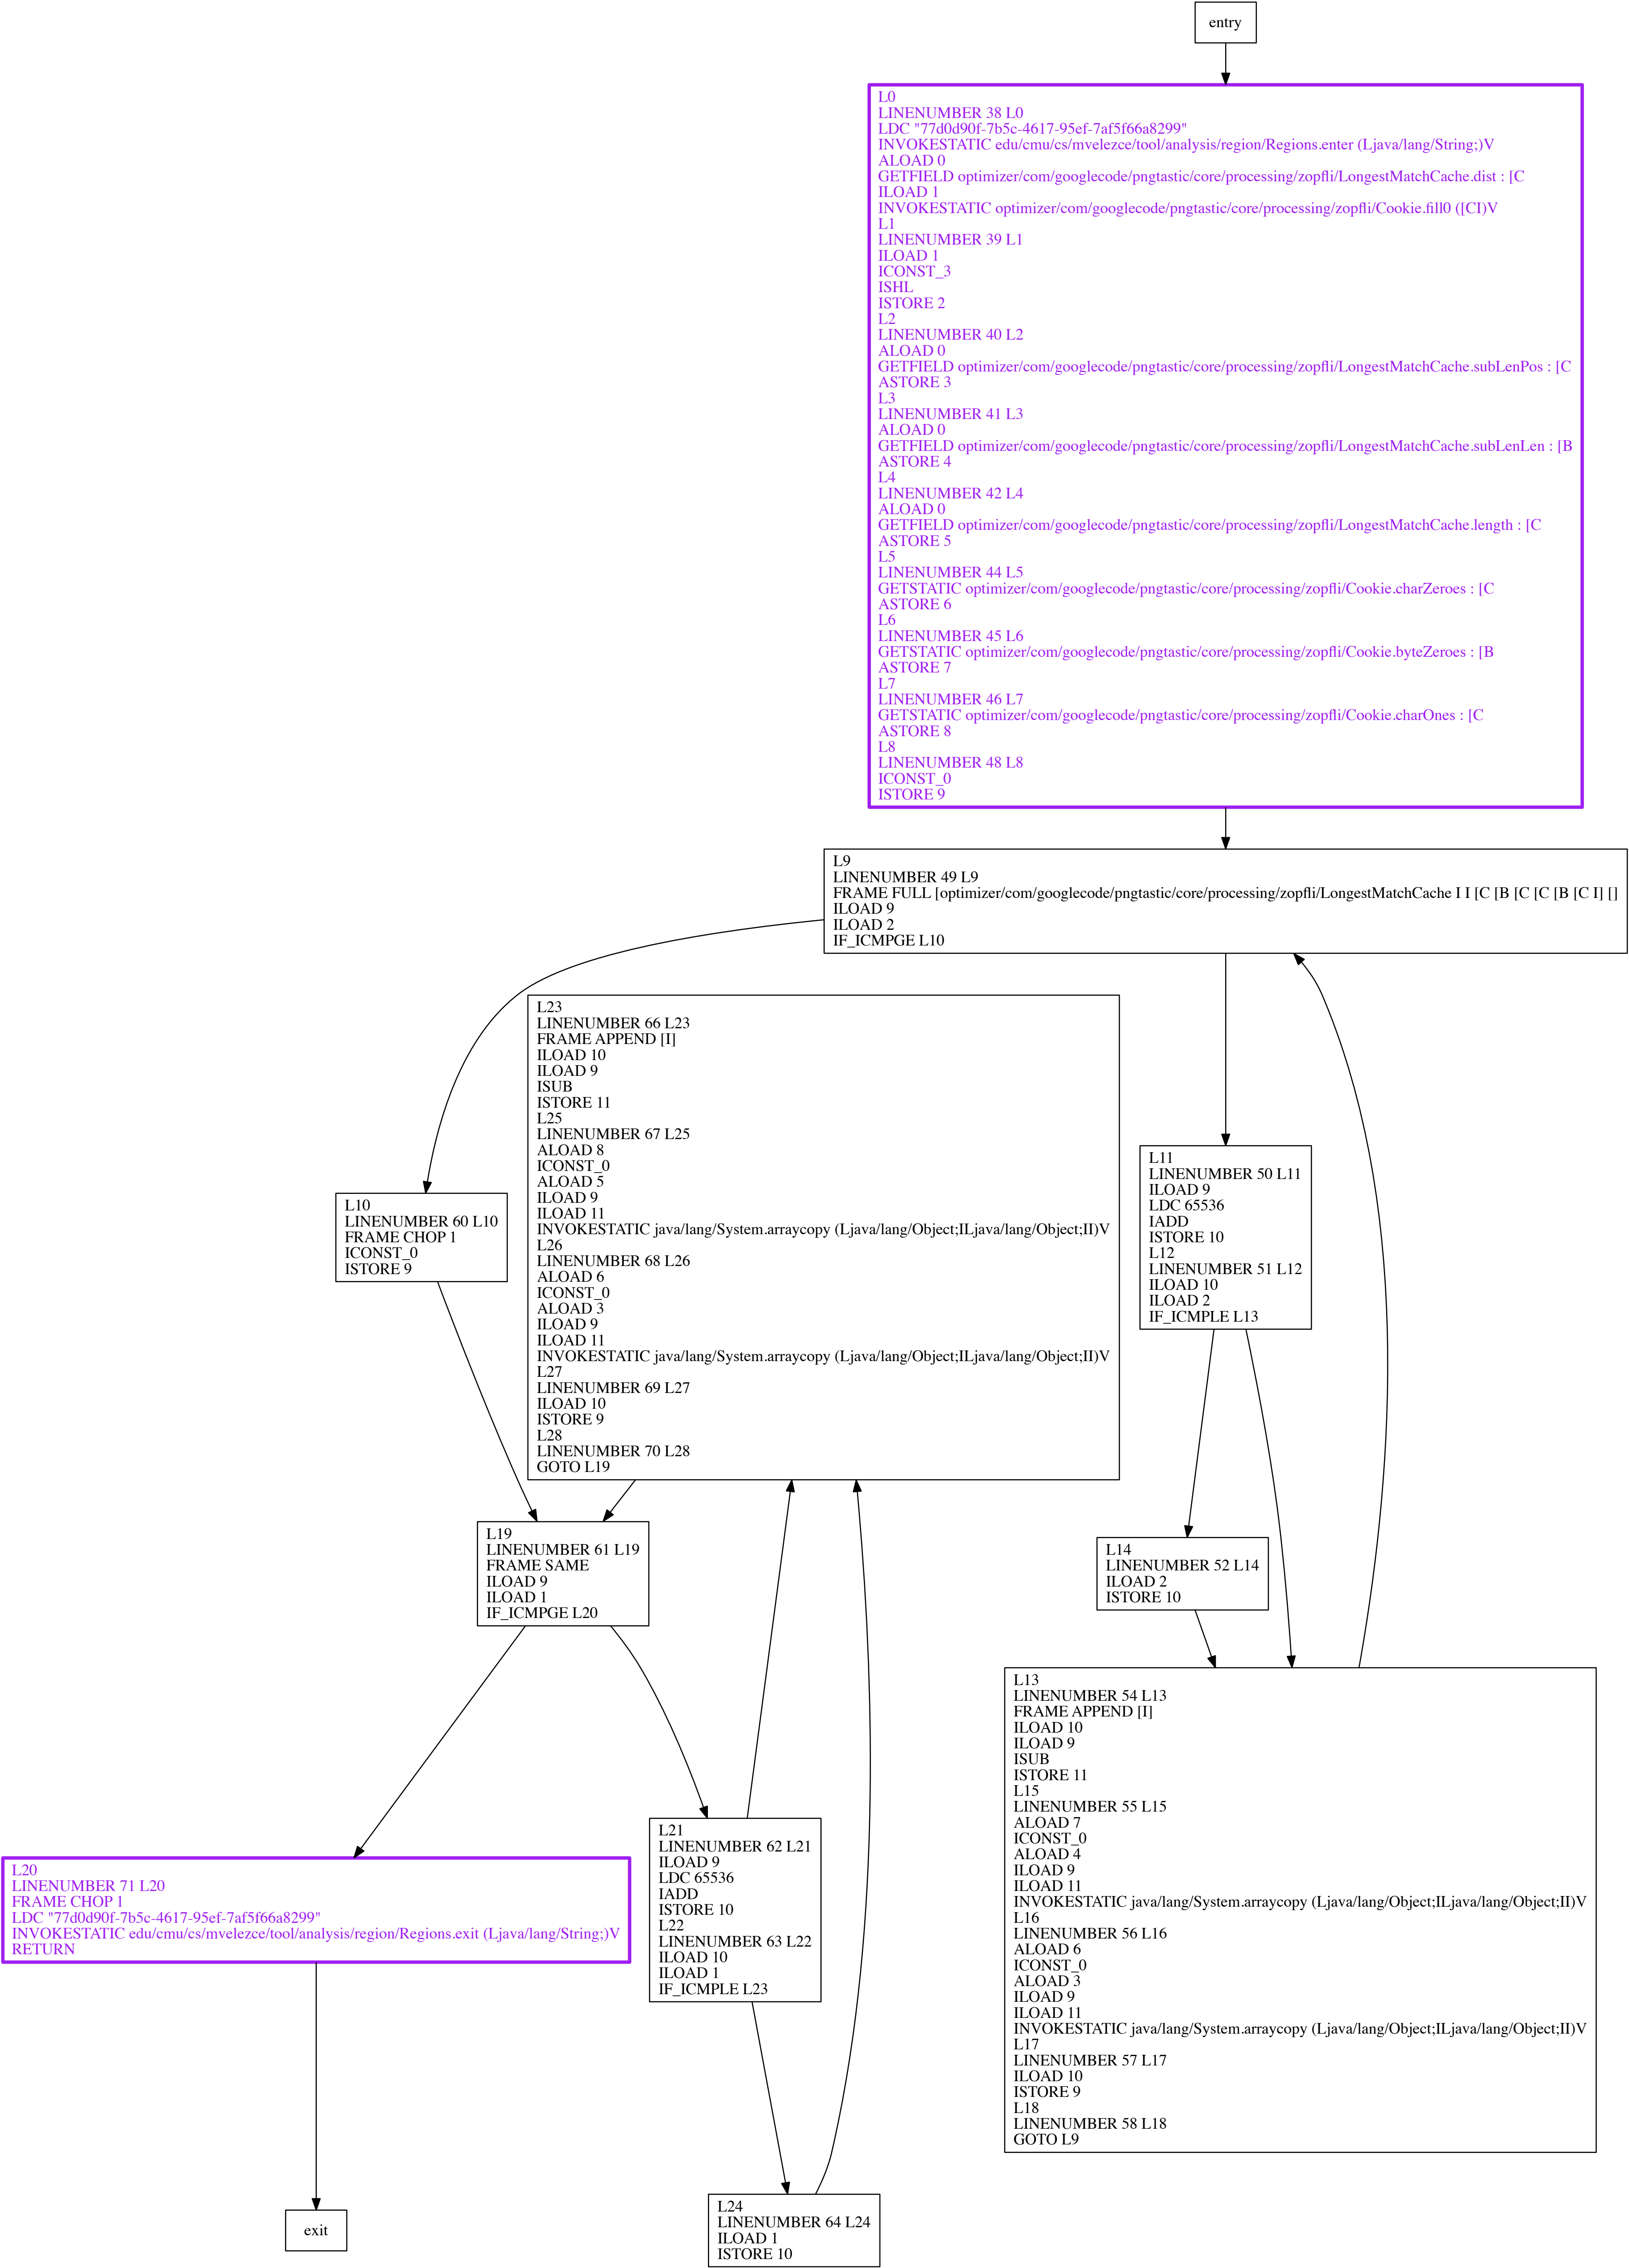 entry
L0
LINENUMBER 38 L0
LDC "77d0d90f-7b5c-4617-95ef-7af5f66a8299"
INVOKESTATIC edu/cmu/cs/mvelezce/tool/analysis/region/Regions.enter (Ljava/lang/String;)V
ALOAD 0
GETFIELD optimizer/com/googlecode/pngtastic/core/processing/zopfli/LongestMatchCache.dist : [C
ILOAD 1
INVOKESTATIC optimizer/com/googlecode/pngtastic/core/processing/zopfli/Cookie.fill0 ([CI)V
L1
LINENUMBER 39 L1
ILOAD 1
ICONST_3
ISHL
ISTORE 2
L2
LINENUMBER 40 L2
ALOAD 0
GETFIELD optimizer/com/googlecode/pngtastic/core/processing/zopfli/LongestMatchCache.subLenPos : [C
ASTORE 3
L3
LINENUMBER 41 L3
ALOAD 0
GETFIELD optimizer/com/googlecode/pngtastic/core/processing/zopfli/LongestMatchCache.subLenLen : [B
ASTORE 4
L4
LINENUMBER 42 L4
ALOAD 0
GETFIELD optimizer/com/googlecode/pngtastic/core/processing/zopfli/LongestMatchCache.length : [C
ASTORE 5
L5
LINENUMBER 44 L5
GETSTATIC optimizer/com/googlecode/pngtastic/core/processing/zopfli/Cookie.charZeroes : [C
ASTORE 6
L6
LINENUMBER 45 L6
GETSTATIC optimizer/com/googlecode/pngtastic/core/processing/zopfli/Cookie.byteZeroes : [B
ASTORE 7
L7
LINENUMBER 46 L7
GETSTATIC optimizer/com/googlecode/pngtastic/core/processing/zopfli/Cookie.charOnes : [C
ASTORE 8
L8
LINENUMBER 48 L8
ICONST_0
ISTORE 9
L9
LINENUMBER 49 L9
FRAME FULL [optimizer/com/googlecode/pngtastic/core/processing/zopfli/LongestMatchCache I I [C [B [C [C [B [C I] []
ILOAD 9
ILOAD 2
IF_ICMPGE L10
L23
LINENUMBER 66 L23
FRAME APPEND [I]
ILOAD 10
ILOAD 9
ISUB
ISTORE 11
L25
LINENUMBER 67 L25
ALOAD 8
ICONST_0
ALOAD 5
ILOAD 9
ILOAD 11
INVOKESTATIC java/lang/System.arraycopy (Ljava/lang/Object;ILjava/lang/Object;II)V
L26
LINENUMBER 68 L26
ALOAD 6
ICONST_0
ALOAD 3
ILOAD 9
ILOAD 11
INVOKESTATIC java/lang/System.arraycopy (Ljava/lang/Object;ILjava/lang/Object;II)V
L27
LINENUMBER 69 L27
ILOAD 10
ISTORE 9
L28
LINENUMBER 70 L28
GOTO L19
L11
LINENUMBER 50 L11
ILOAD 9
LDC 65536
IADD
ISTORE 10
L12
LINENUMBER 51 L12
ILOAD 10
ILOAD 2
IF_ICMPLE L13
L10
LINENUMBER 60 L10
FRAME CHOP 1
ICONST_0
ISTORE 9
L19
LINENUMBER 61 L19
FRAME SAME
ILOAD 9
ILOAD 1
IF_ICMPGE L20
L14
LINENUMBER 52 L14
ILOAD 2
ISTORE 10
L13
LINENUMBER 54 L13
FRAME APPEND [I]
ILOAD 10
ILOAD 9
ISUB
ISTORE 11
L15
LINENUMBER 55 L15
ALOAD 7
ICONST_0
ALOAD 4
ILOAD 9
ILOAD 11
INVOKESTATIC java/lang/System.arraycopy (Ljava/lang/Object;ILjava/lang/Object;II)V
L16
LINENUMBER 56 L16
ALOAD 6
ICONST_0
ALOAD 3
ILOAD 9
ILOAD 11
INVOKESTATIC java/lang/System.arraycopy (Ljava/lang/Object;ILjava/lang/Object;II)V
L17
LINENUMBER 57 L17
ILOAD 10
ISTORE 9
L18
LINENUMBER 58 L18
GOTO L9
L21
LINENUMBER 62 L21
ILOAD 9
LDC 65536
IADD
ISTORE 10
L22
LINENUMBER 63 L22
ILOAD 10
ILOAD 1
IF_ICMPLE L23
L20
LINENUMBER 71 L20
FRAME CHOP 1
LDC "77d0d90f-7b5c-4617-95ef-7af5f66a8299"
INVOKESTATIC edu/cmu/cs/mvelezce/tool/analysis/region/Regions.exit (Ljava/lang/String;)V
RETURN
L24
LINENUMBER 64 L24
ILOAD 1
ISTORE 10
exit